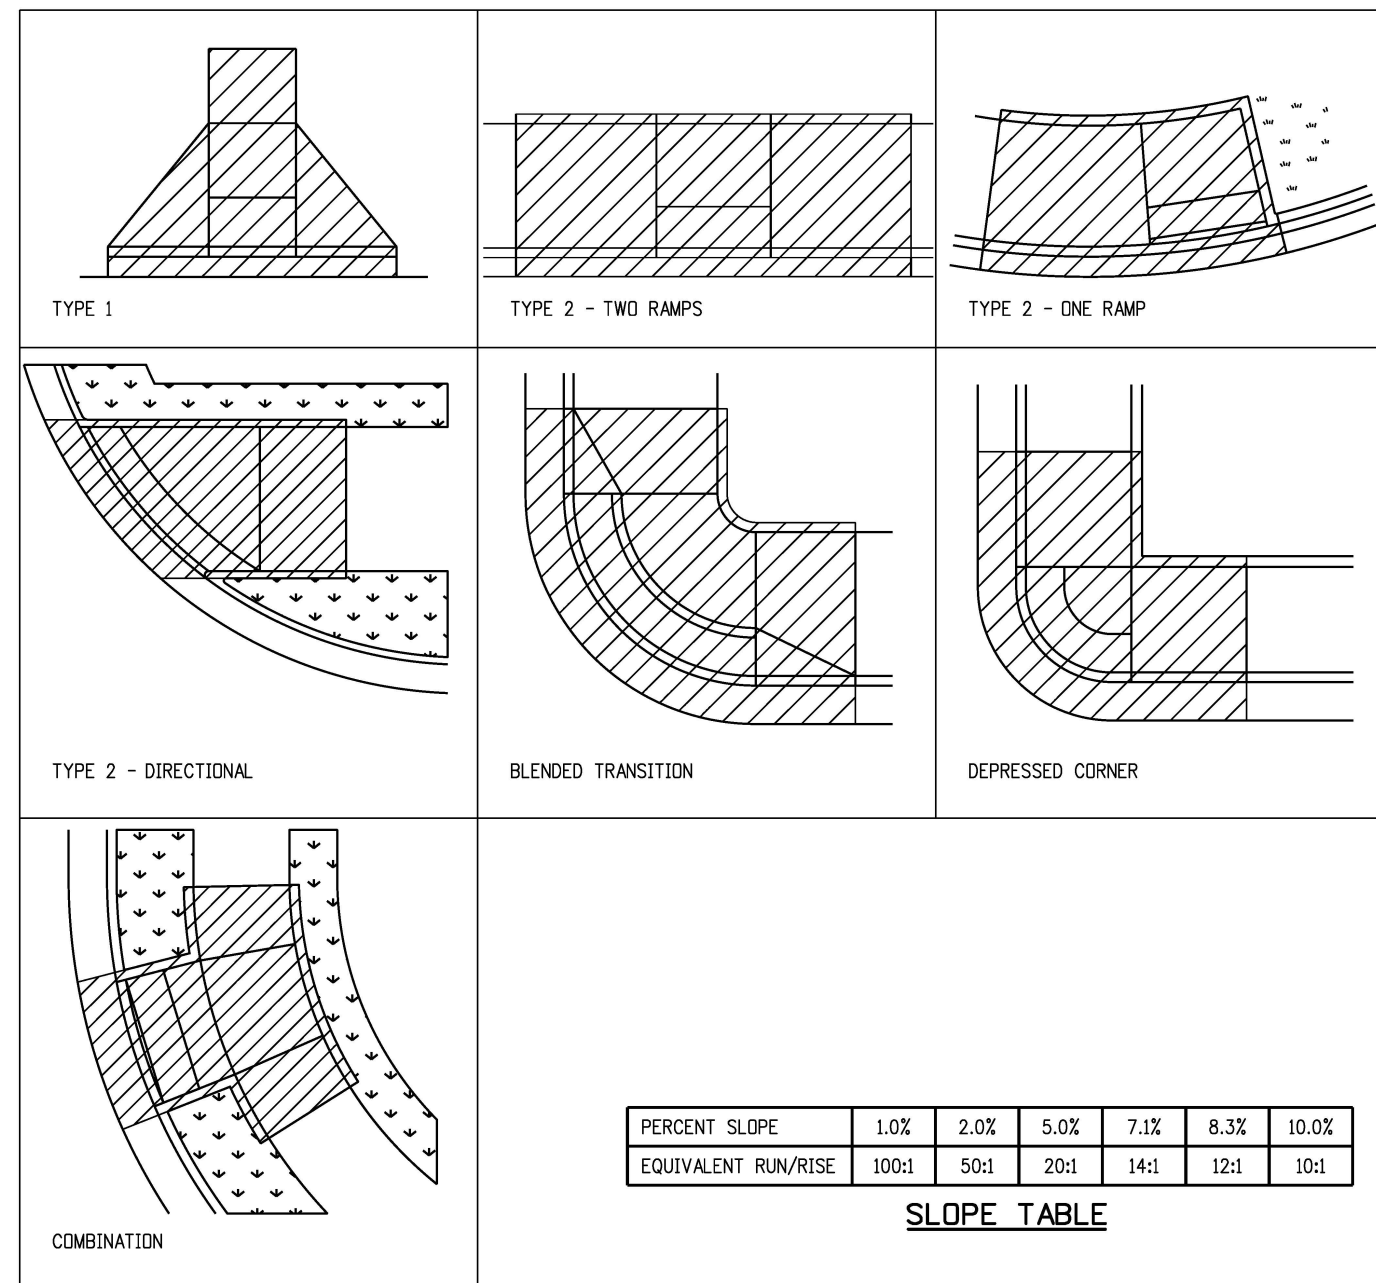 TYPE 1
TYPE 2 - TWO RAMPS
TYPE 2 - ONE RAMP
TYPE 2 - DIRECTIONAL
BLENDED TRANSITION
DEPRESSED CORNER
COMBINATION
PERCENT SLOPE 1.0% 2.0% 5.0% 7.1% 8.3% 10.0%
EQUIVALENT RUN/RISE 100:1 50:1 20:1 14:1 12:1 10:1
SLOPE TABLE